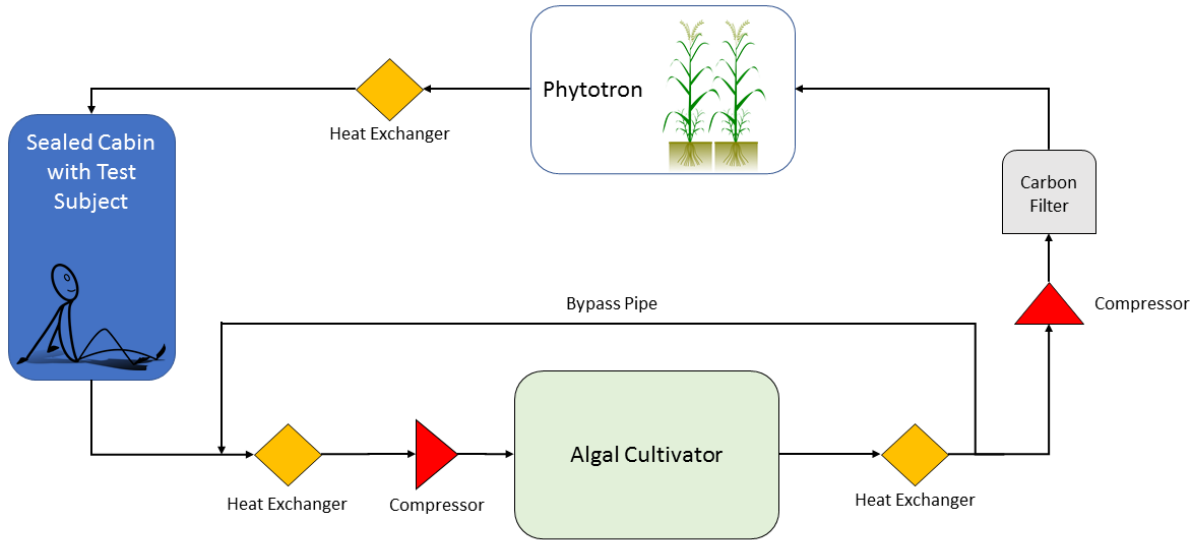 Phytotron
Heat Exchanger
Sealed Cabin
with Test
Subject
Carbon
Filter
Bypass Pipe
Compressor
Algal Cultivator
Heat Exchanger
Compressor
Heat Exchanger